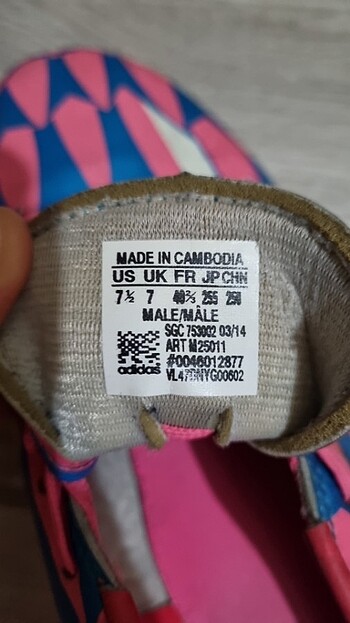 MADE IN CAMBODIA
US UK FR JP CHN
7½ 7 40⅔ 255 250
MALE/MÂLE
SGC 753002 03/14
ART M25011
#0046012877
adidas